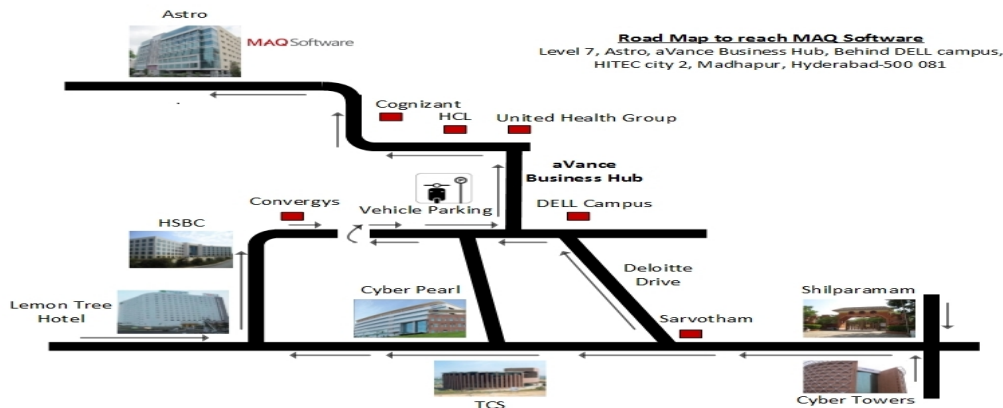 Astro
MAQ Software
Road Map to reach MAQ Software
Level 7, Astro, aVance Business Hub, Behind DELL campus,
HITEC city 2, Madhapur, Hyderabad-500 081
Cognizant
HCL
United Health Group
aVance
Business Hub
P
Convergys
Vehicle Parking
DELL Campus
HSBC
Deloitte
Drive
Lemon Tree
Hotel
Cyber Pearl
Shilparamam
Sarvotham
TCS
Cyber Towers